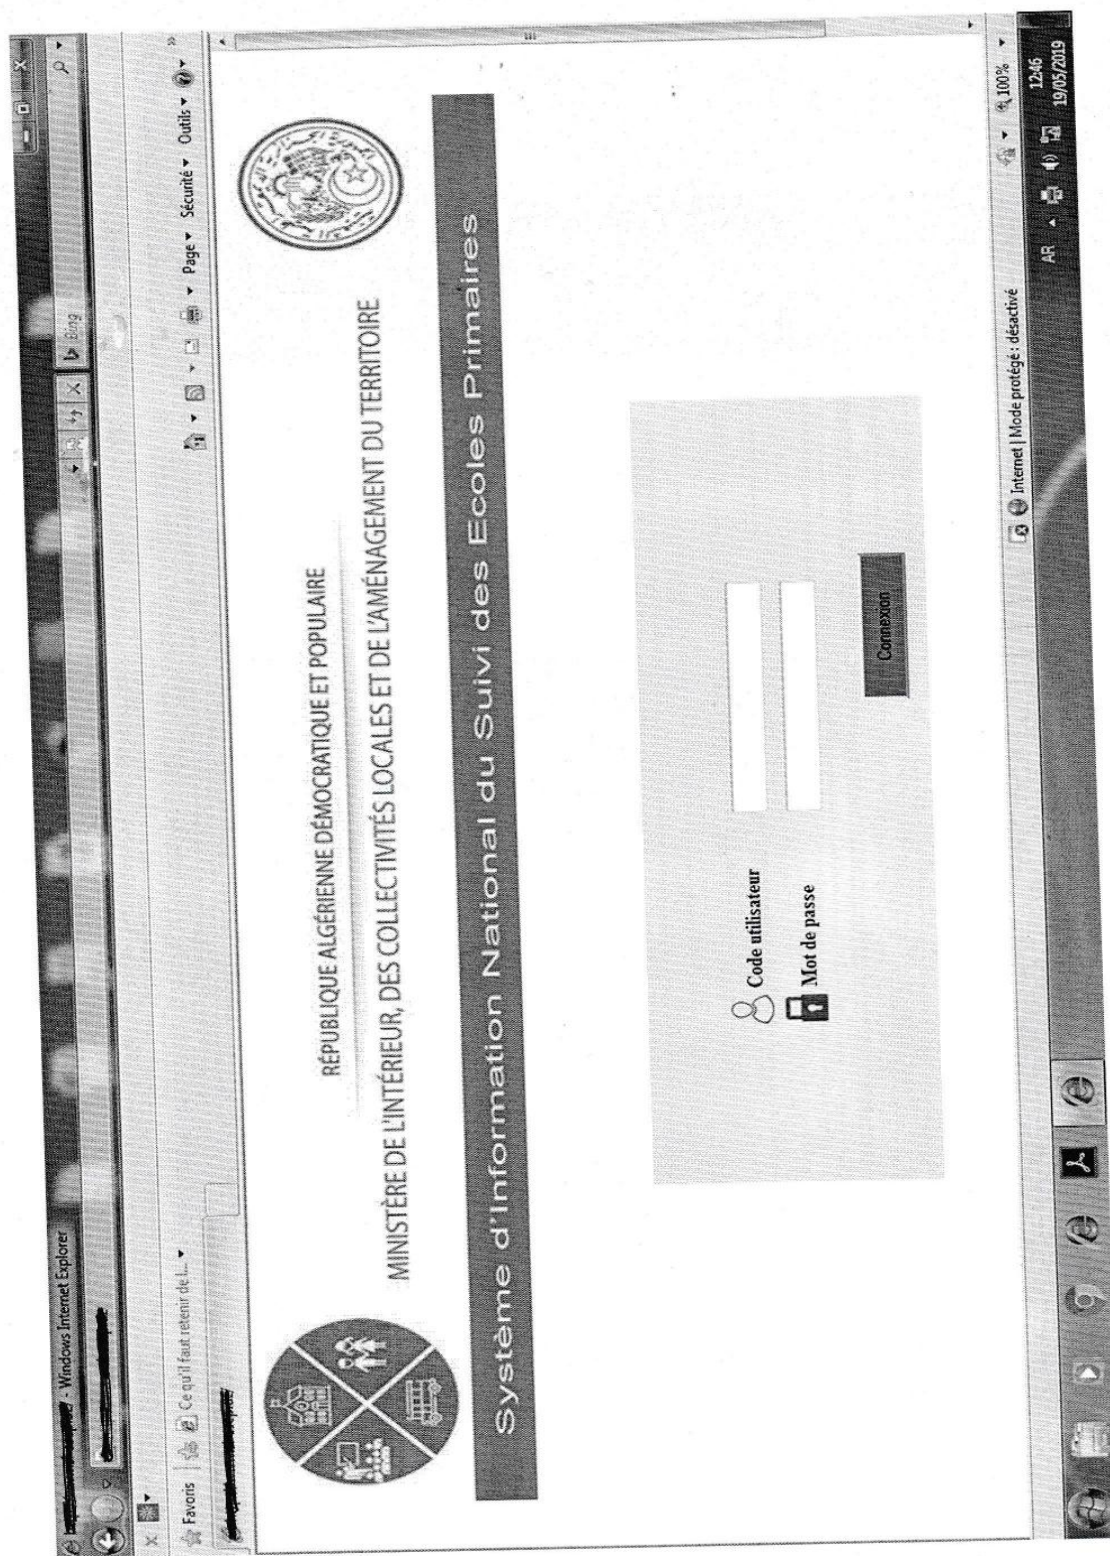 - Windows Internet Explorer
Bing
Favoris
Ce qu'il faut retenir de l...
Page
Sécurité
Outils
RÉPUBLIQUE ALGÉRIENNE DÉMOCRATIQUE ET POPULAIRE
MINISTÈRE DE L'INTÉRIEUR, DES COLLECTIVITÉS LOCALES ET DE L'AMÉNAGEMENT DU TERRITOIRE
Système d'Information National du Suivi des Ecoles Primaires
Code utilisateur
Mot de passe
Connexion
Internet | Mode protégé : désactivé
100%
AR
12:46
19/05/2019